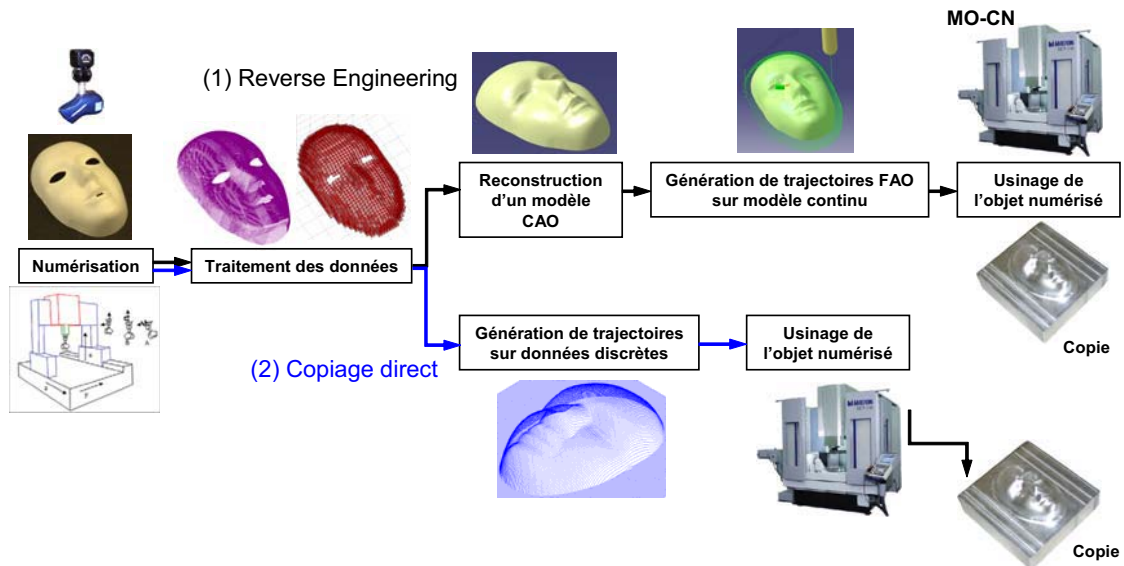 MO-CN
(1) Reverse Engineering
Reconstruction
d'un modèle
CAO
Génération de trajectoires FAO
sur modèle continu
Usinage de
l'objet numérisé
Numérisation
Traitement des données
Copie
Génération de trajectoires
sur données discrètes
Usinage de
l'objet numérisé
(2) Copiage direct
Copie